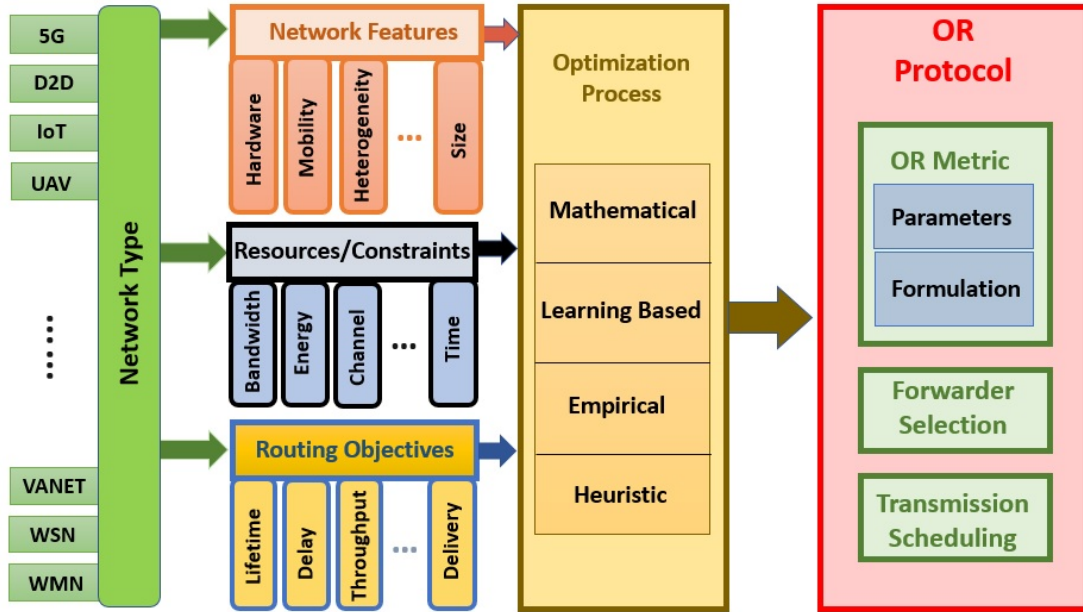 5G
D2D
IoT
UAV
......
VANET
WSN
WMN
Network Type
Network Features
Hardware
Mobility
Heterogeneity
...
Size
Resources/Constraints
Bandwidth
Energy
Channel
...
Time
Routing Objectives
Lifetime
Delay
Throughput
...
Delivery
Optimization
Process
Mathematical
Learning Based
Empirical
Heuristic
OR
Protocol
OR Metric
Parameters
Formulation
Forwarder
Selection
Transmission
Scheduling